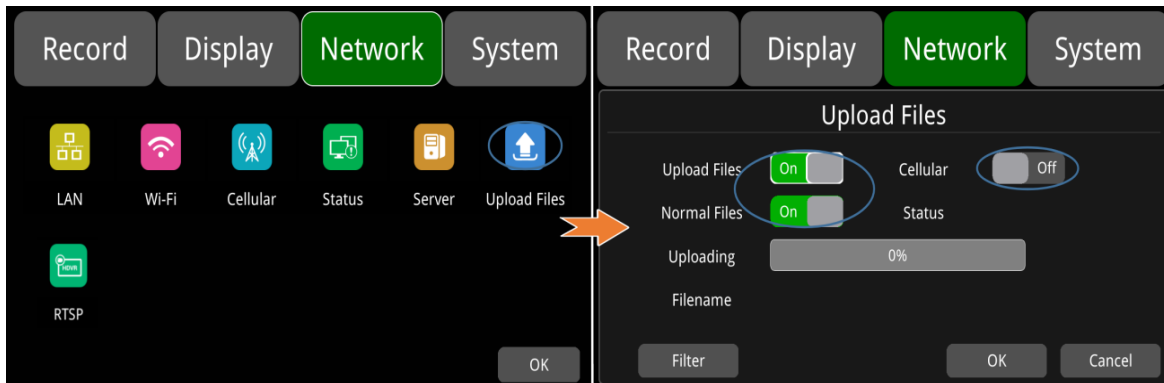 Record Display Network System
LAN Wi-Fi Cellular Status Server Upload Files
HDVR
RTSP
OK
Record Display Network System
Upload Files
Upload Files On Cellular Off
Normal Files On Status
Uploading 0%
Filename
Filter OK Cancel